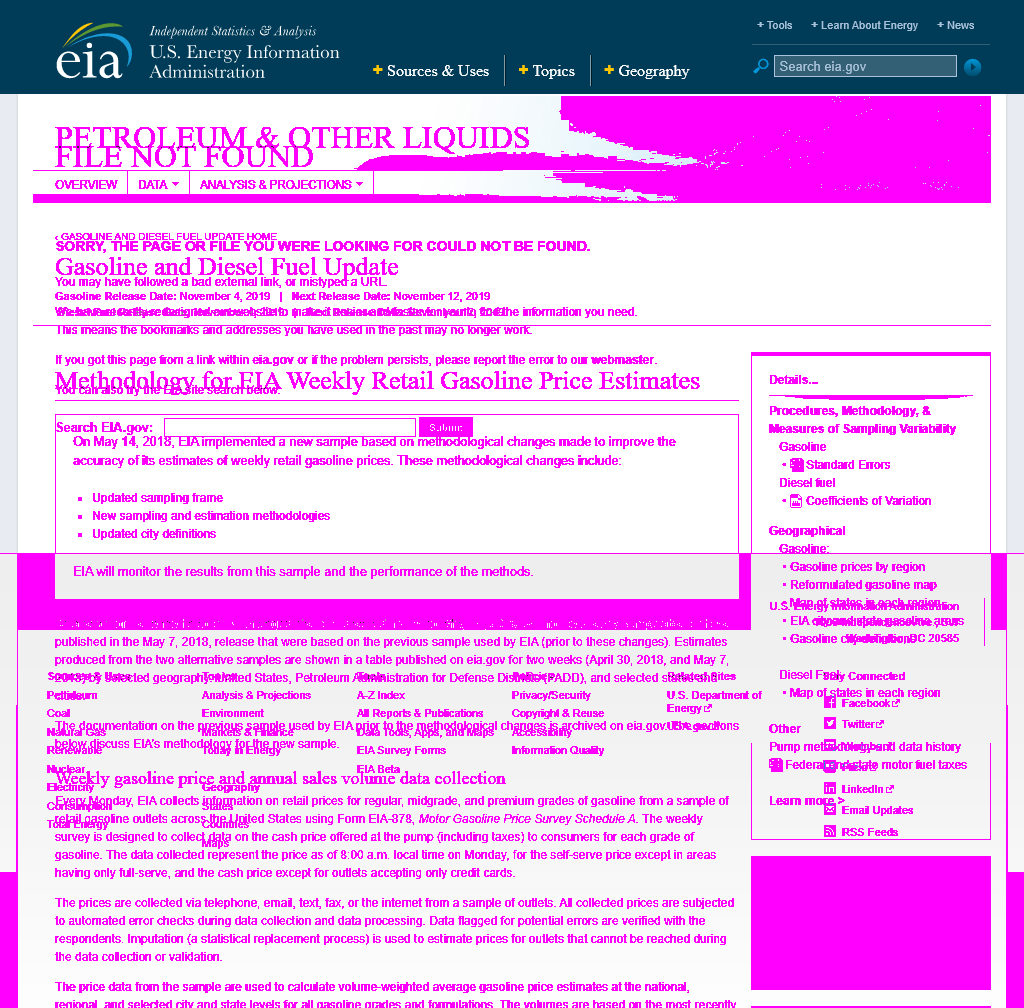 Independent Statistics & Analysis
U.S. Energy Information
Administration
eia
+ Tools + Learn About Energy + News
+ Sources & Uses + Topics + Geography
Search eia.gov
PETROLEUM & OTHER LIQUIDS
FILE NOT FOUND
OVERVIEW DATA ANALYSIS & PROJECTIONS
‹ GASOLINE AND DIESEL FUEL UPDATE HOME
SORRY, THE PAGE OR FILE YOU WERE LOOKING FOR COULD NOT BE FOUND.
Gasoline and Diesel Fuel Update
You may have followed a bad external link, or mistyped a URL.
Gasoline Release Date: November 4, 2019 | Next Release Date: November 12, 2019
the information you need.
This means the bookmarks and addresses you have used in the past may no longer work.
If you got this page from a link within eia.gov or if the problem persists, please report the error to our webmaster.
Methodology for EIA Weekly Retail Gasoline Price Estimates
You can also try the EIA site search below.
Search EIA.gov: Submit
On May 14, 2018, EIA implemented a new sample based on methodological changes made to improve the
accuracy of its estimates of weekly retail gasoline prices. These methodological changes include:
Updated sampling frame
New sampling and estimation methodologies
Updated city definitions
EIA will monitor the results from this sample and the performance of the methods.
published in the May 7, 2018, release that were based on the previous sample used by EIA (prior to these changes). Estimates
produced from the two alternative samples are shown in a table published on eia.gov for two weeks (April 30, 2018, and May 7,
2018) by selected geography: United States, Petroleum Administration for Defense District (PADD), and selected states and
The documentation on the previous sample used by EIA prior to the methodological changes is archived on eia.gov. The sections
below discuss EIA's methodology for the new sample.
Weekly gasoline price and annual sales volume data collection
Every Monday, EIA collects information on retail prices for regular, midgrade, and premium grades of gasoline from a sample of
retail gasoline outlets across the United States using Form EIA-878, Motor Gasoline Price Survey Schedule A. The weekly
survey is designed to collect data on the cash price offered at the pump (including taxes) to consumers for each grade of
gasoline. The data collected represent the price as of 8:00 a.m. local time on Monday, for the self-serve price except in areas
having only full-serve, and the cash price except for outlets accepting only credit cards.
The prices are collected via telephone, email, text, fax, or the internet from a sample of outlets. All collected prices are subjected
to automated error checks during data collection and data processing. Data flagged for potential errors are verified with the
respondents. Imputation (a statistical replacement process) is used to estimate prices for outlets that cannot be reached during
the data collection or validation.
The price data from the sample are used to calculate volume-weighted average gasoline price estimates at the national,
regional, and selected city and state levels for all gasoline grades and formulations. The volumes are based on the most recently
Sources & Uses
Petroleum
Coal
Natural Gas
Renewable
Nuclear
Electricity
Consumption
Total Energy
Topics
Analysis & Projections
Environment
Markets & Finance
Today in Energy
Geography
States
Countries
Maps
Tools
A-Z Index
All Reports & Publications
Data Tools, Apps, and Maps
EIA Survey Forms
EIA Beta
Policies
Privacy/Security
Copyright & Reuse
Accessibility
Information Quality
Related Sites
U.S. Department of
Energy
USA.gov
Details...
Procedures, Methodology, &
Measures of Sampling Variability
Gasoline
Standard Errors
Diesel fuel
Coefficients of Variation
Geographical
Gasoline:
Gasoline prices by region
Reformulated gasoline map
Map of states in each region
U.S. Energy Information Administration
Gasoline city definitions
Diesel Fuel:
Stay Connected
Map of states in each region
Facebook
Twitter
Other
Pump methodology and data history
Federal and state motor fuel taxes
LinkedIn
Learn more >
Email Updates
RSS Feeds